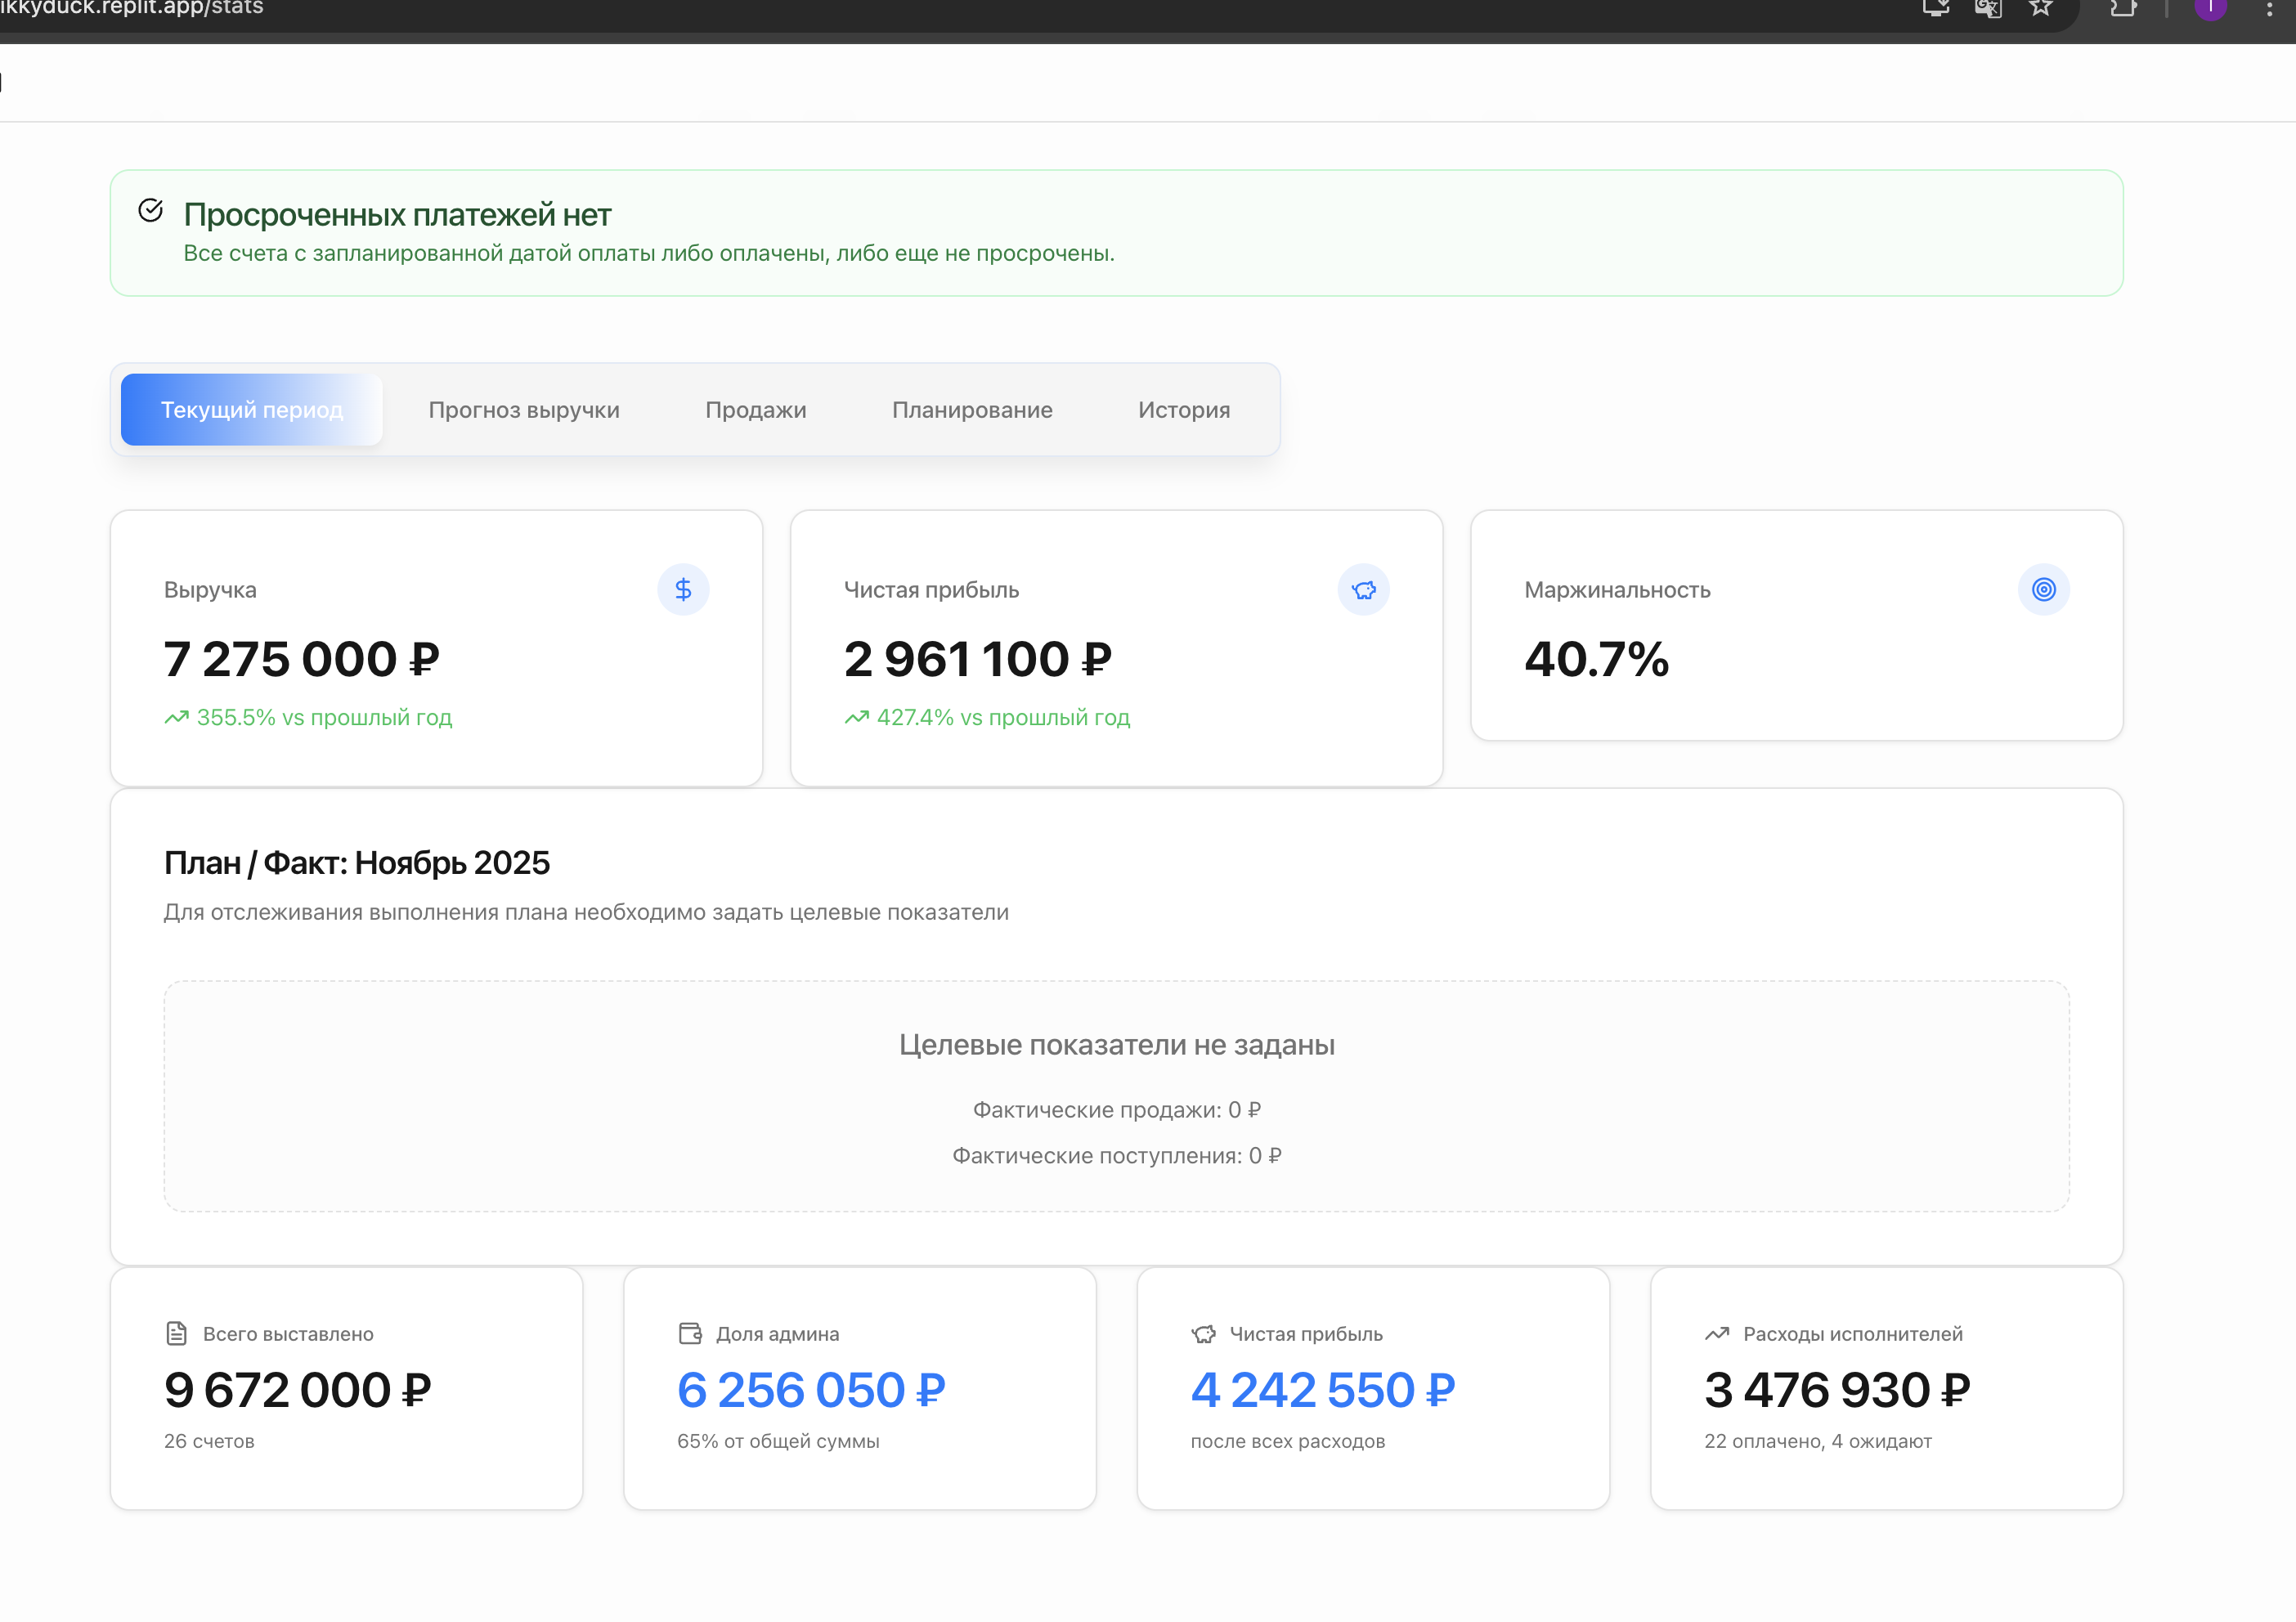 ikkyduck.replit.app/stats
Просроченных платежей нет
Все счета с запланированной датой оплаты либо оплачены, либо еще не просрочены.
Текущий период Прогноз выручки Продажи Планирование История
Выручка
7 275 000 ₽
355.5% vs прошлый год
Чистая прибыль
2 961 100 ₽
427.4% vs прошлый год
Маржинальность
40.7%
План / Факт: Ноябрь 2025
Для отслеживания выполнения плана необходимо задать целевые показатели
Целевые показатели не заданы
Фактические продажи: 0 ₽
Фактические поступления: 0 ₽
Всего выставлено
9 672 000 ₽
26 счетов
Доля админа
6 256 050 ₽
65% от общей суммы
Чистая прибыль
4 242 550 ₽
после всех расходов
Расходы исполнителей
3 476 930 ₽
22 оплачено, 4 ожидают